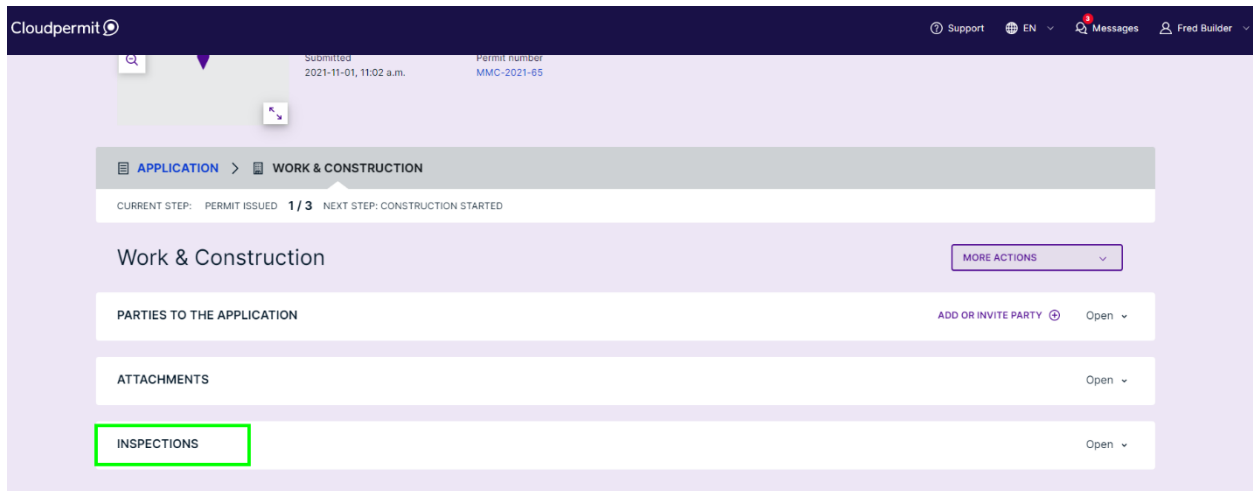 Cloudpermit
Support EN 3 Messages Fred Builder
Submitted Permit number
2021-11-01, 11:02 a.m. MMC-2021-65
APPLICATION > WORK & CONSTRUCTION
CURRENT STEP: PERMIT ISSUED 1 / 3 NEXT STEP: CONSTRUCTION STARTED
Work & Construction MORE ACTIONS
PARTIES TO THE APPLICATION ADD OR INVITE PARTY Open
ATTACHMENTS Open
INSPECTIONS Open